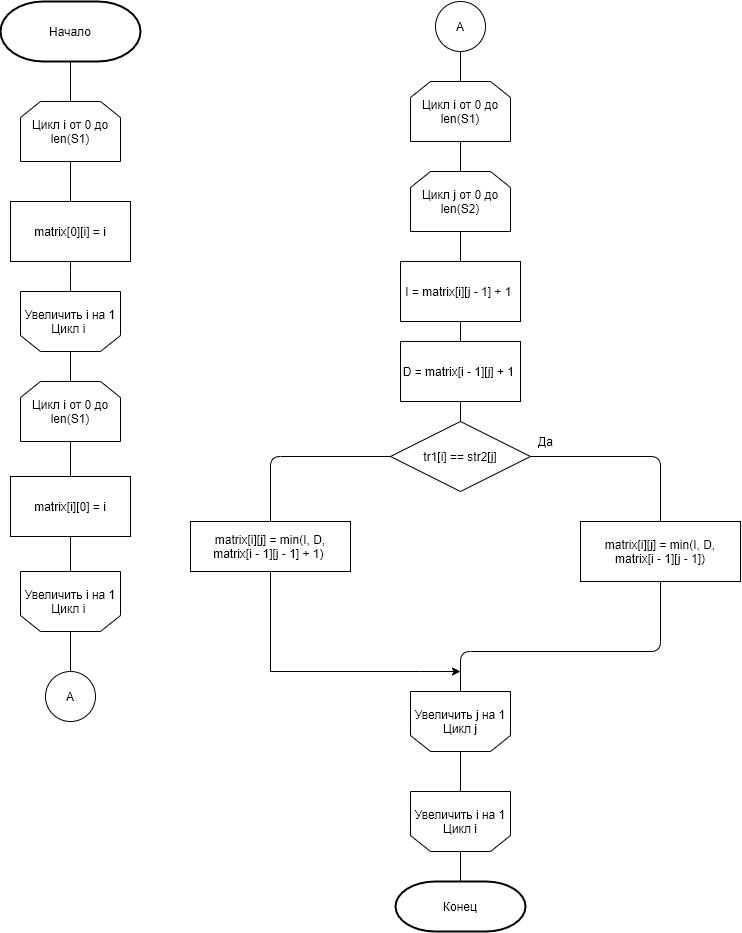 Начало
Цикл i от 0 до
len(S1)
matrix[0][i] = i
Увеличить i на 1
Цикл i
Цикл i от 0 до
len(S1)
matrix[i][0] = i
Увеличить i на 1
Цикл i
A
A
Цикл i от 0 до
len(S1)
Цикл j от 0 до
len(S2)
I = matrix[i][j - 1] + 1
D = matrix[i - 1][j] + 1
tr1[i] == str2[j]
Да
matrix[i][j] = min(I, D,
matrix[i - 1][j - 1] + 1)
matrix[i][j] = min(I, D,
matrix[i - 1][j - 1])
Увеличить j на 1
Цикл j
Увеличить i на 1
Цикл i
Конец